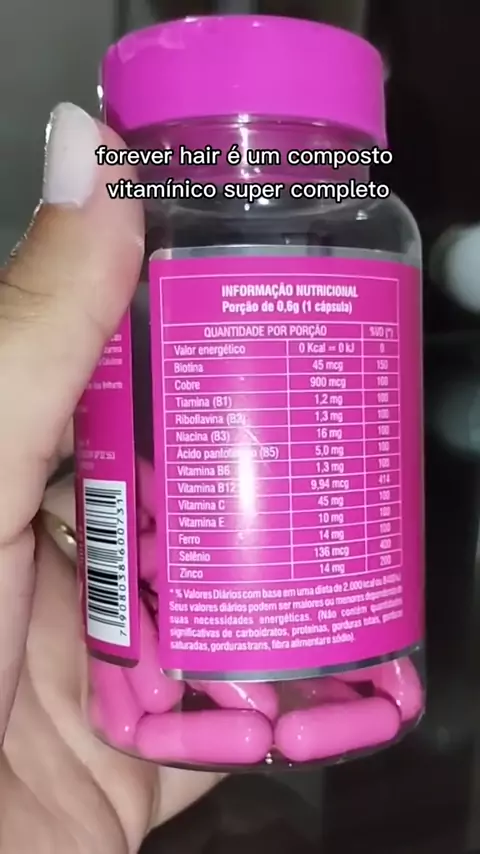 forever hair é um composto
vitamínico super completo
INFORMAÇÃO NUTRICIONAL
Porção de 0,6g (1 cápsula)
QUANTIDADE POR PORÇÃO %VD (*)
Valor energético 0 Kcal = 0 kJ 0
Biotina 45 mcg 150
Cobre 900 mcg 100
Tiamina (B1) 1,2 mg 100
Riboflavina (B2) 1,3 mg 100
Niacina (B3) 16 mg 100
Ácido (B5) 5,0 mg 100
Vitamina B6 1,3 mg 100
Vitamina B12 9,94 mcg 414
Vitamina C 45 mg 100
Vitamina E 10 mg 100
Ferro 14 mg 100
Selênio 136 mcg 400
Zinco 14 mg 200
* % Valores Diários com base em uma dieta de 2.000 kcal ou
Seus valores diários podem ser maiores ou menores dependendo de
suas necessidades energéticas. (Não contém quantidades
significativas de carboidratos, proteínas, gorduras totais, gorduras
saturadas, gorduras trans, fibra alimentar e sódio).
7 908038 600731